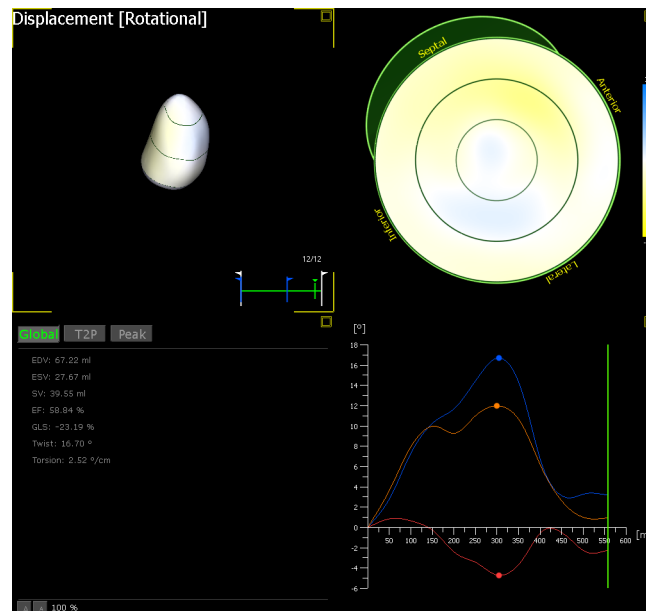 Displacement [Rotational]
Septal
Anterior
Inferior
Lateral
12/12
Global T2P Peak
EDV: 67.22 ml
ESV: 27.67 ml
SV: 39.55 ml
EF: 58.84 %
GLS: -23.19 %
Twist: 16.70 º
Torsion: 2.52 º/cm
[º]
18
16
14
12
10
8
6
4
2
0
-2
-4
-6
50 100 150 200 250 300 350 400 450 500 550 600
100 %